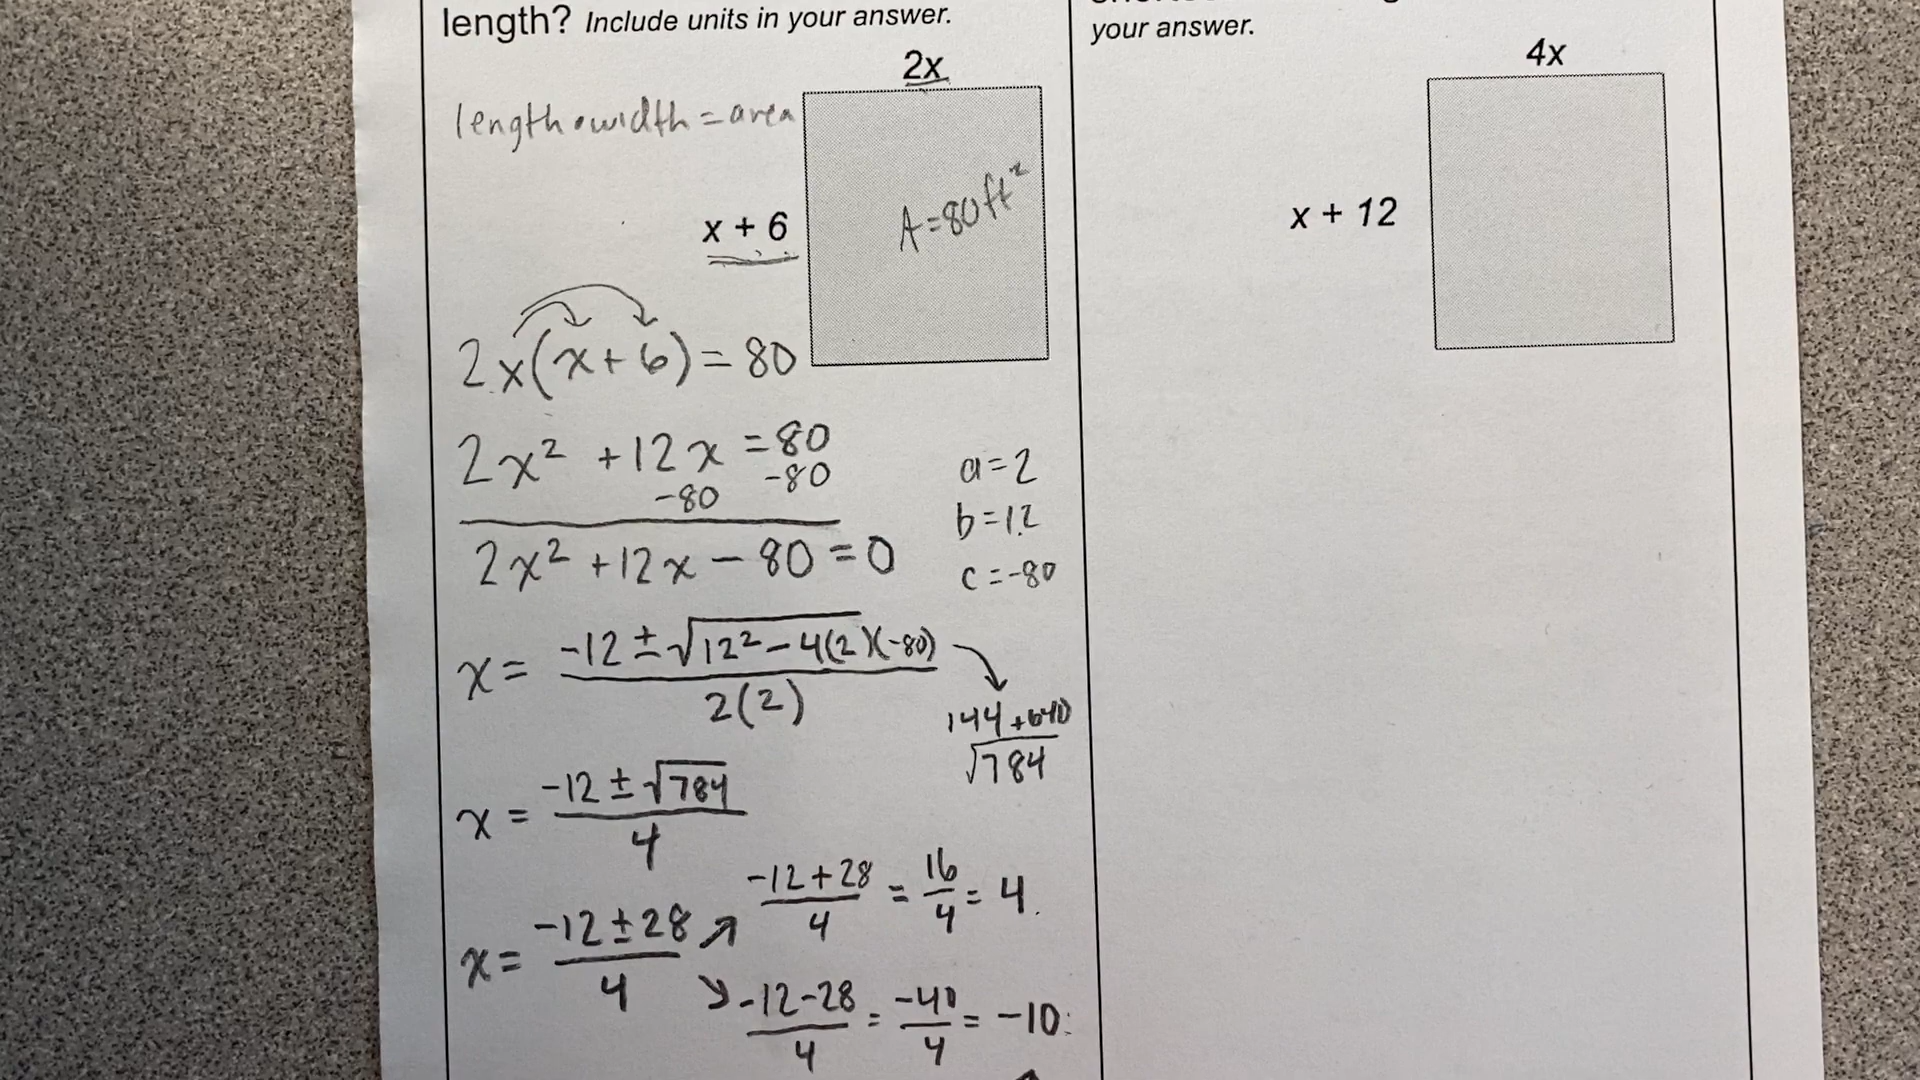 length? Include units in your answer.
2x
length • width = area
A = 80 ft²
x + 6
2x(x + 6) = 80
2x² + 12x = 80
-80 -80
2x² + 12x - 80 = 0
a = 2
b = 12
c = -80
x = (-12 ± √(12² - 4(2)(-80))) / 2(2)
144 + 640
√784
x = (-12 ± √784) / 4
x = (-12 ± 28) / 4
(-12 + 28) / 4 = 16/4 = 4
(-12 - 28) / 4 = -40/4 = -10
your answer.
4x
x + 12